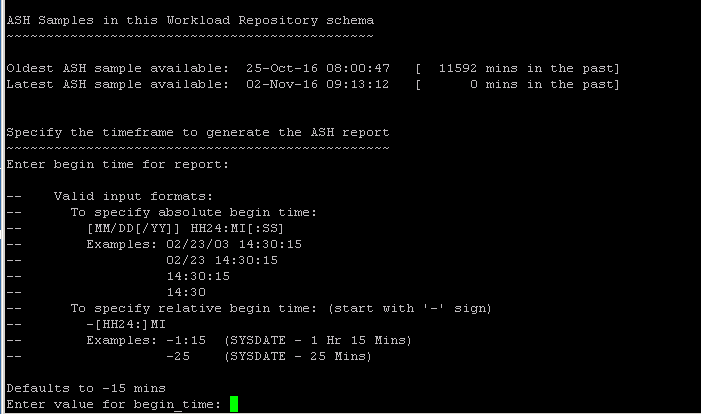 ASH Samples in this Workload Repository schema
~~~~~~~~~~~~~~~~~~~~~~~~~~~~~~~~~~~~~~~~~~~~~~
Oldest ASH sample available:  25-Oct-16 08:00:47   [  11592 mins in the past]
Latest ASH sample available:  02-Nov-16 09:13:12   [      0 mins in the past]
Specify the timeframe to generate the ASH report
~~~~~~~~~~~~~~~~~~~~~~~~~~~~~~~~~~~~~~~~~~~~~~~~
Enter begin time for report:
--    Valid input formats:
--      To specify absolute begin time:
--        [MM/DD[/YY]] HH24:MI[:SS]
--        Examples: 02/23/03 14:30:15
--                  02/23 14:30:15
--                  14:30:15
--                  14:30
--      To specify relative begin time: (start with '-' sign)
--        -[HH24:]MI
--        Examples: -1:15  (SYSDATE - 1 Hr 15 Mins)
--                  -25    (SYSDATE - 25 Mins)
Defaults to -15 mins
Enter value for begin_time: